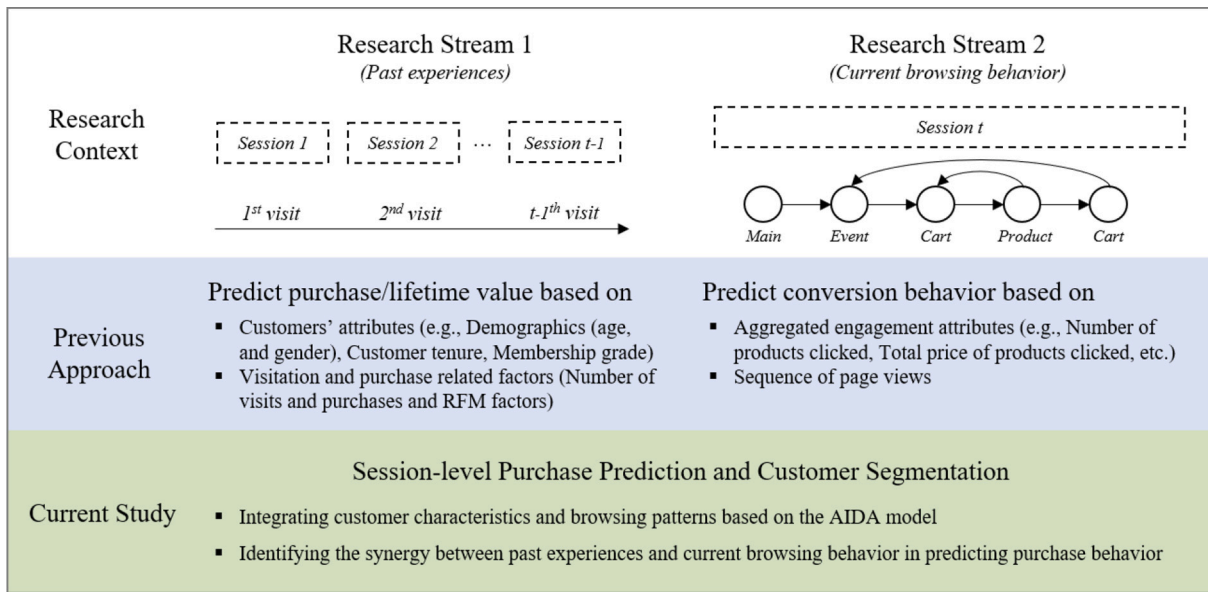 Research Stream 1
(Past experiences)
Research Stream 2
(Current browsing behavior)
Research
Context
Session 1
Session 2
...
Session t-1
Session t
1st visit
2nd visit
t-1th visit
Main
Event
Cart
Product
Cart
Previous
Approach
Predict purchase/lifetime value based on
▪ Customers' attributes (e.g., Demographics (age,
and gender), Customer tenure, Membership grade)
▪ Visitation and purchase related factors (Number of
visits and purchases and RFM factors)
Predict conversion behavior based on
▪ Aggregated engagement attributes (e.g., Number of
products clicked, Total price of products clicked, etc.)
▪ Sequence of page views
Current Study
Session-level Purchase Prediction and Customer Segmentation
▪ Integrating customer characteristics and browsing patterns based on the AIDA model
▪ Identifying the synergy between past experiences and current browsing behavior in predicting purchase behavior